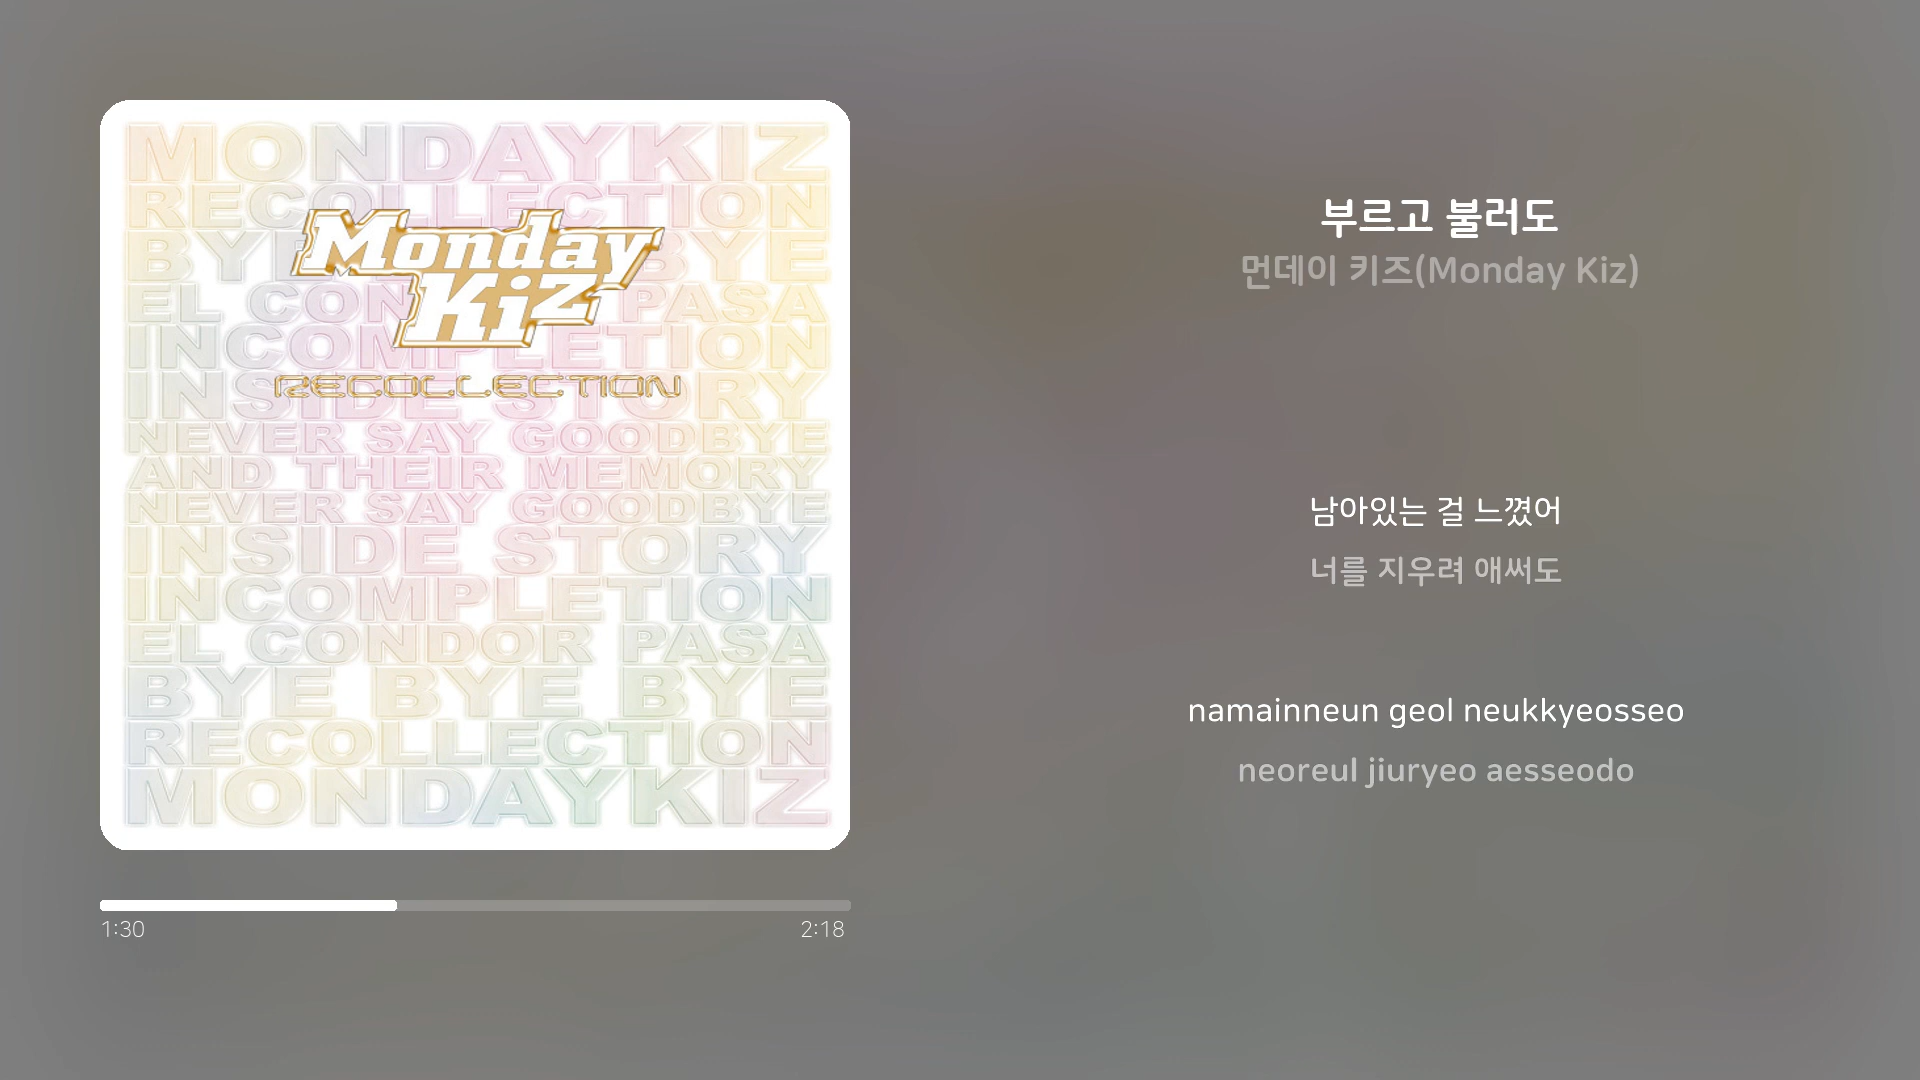 MONDAYKIZ
RECOLLECTION
BYE BYE BYE
EL CONDOR PASA
INCOMPLETION
INSIDE STORY
Monday
Kiz
RECOLLECTION
NEVER SAY GOODBYE
AND THEIR MEMORY
NEVER SAY GOODBYE
INSIDE STORY
INCOMPLETION
EL CONDOR PASA
BYE BYE BYE
RECOLLECTION
MONDAYKIZ
1:30
2:18
부르고 불러도
먼데이 키즈(Monday Kiz)
남아있는 걸 느꼈어
너를 지우려 애써도
namainneun geol neukkyeosseo
neoreul jiuryeo aesseodo